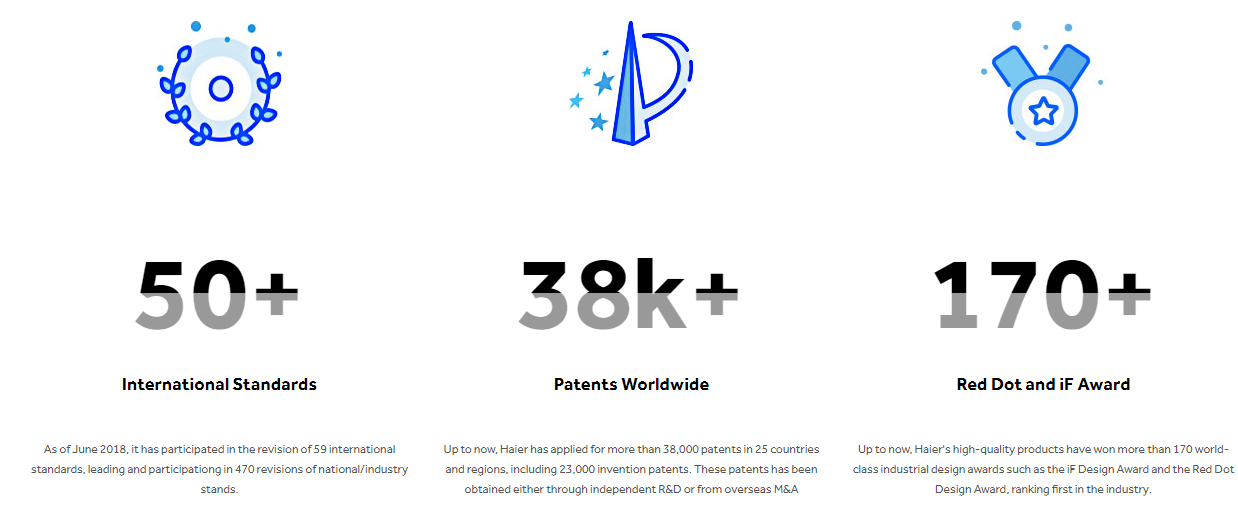 50+
38k+
170+
International Standards
Patents Worldwide
Red Dot and iF Award
As of June 2018, it has participated in the revision of 59 international
standards, leading and participationg in 470 revisions of national/industry
stands.
Up to now, Haier has applied for more than 38,000 patents in 25 countries
and regions, including 23,000 invention patents. These patents has been
obtained either through independent R&D or from overseas M&A
Up to now, Haier's high-quality products have won more than 170 world-
class industrial design awards such as the iF Design Award and the Red Dot
Design Award, ranking first in the industry.